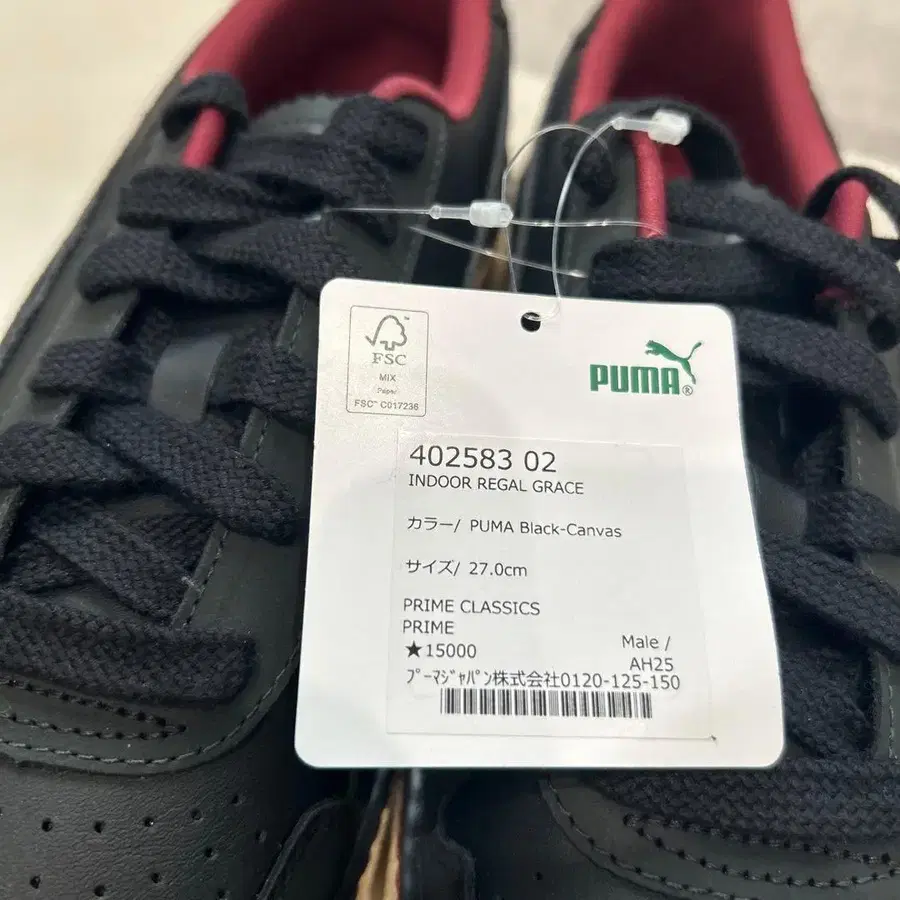 FSC
MIX
Paper
FSC™ C017236
PUMA®
402583 02
INDOOR REGAL GRACE
カラー/ PUMA Black-Canvas
サイズ/ 27.0cm
PRIME CLASSICS
PRIME
★15000
Male /
AH25
ﾌﾟｰﾏｼﾞｬﾊﾟﾝ株式会社0120-125-150